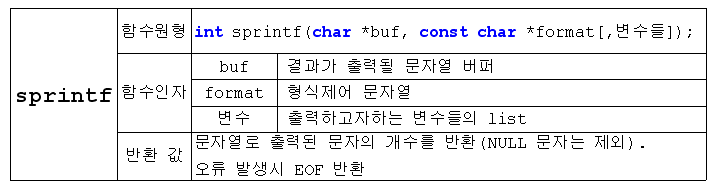 sprintf
함수원형
int sprintf(char *buf, const char *format[,변수들]);
함수인자
buf
결과가 출력될 문자열 버퍼
format
형식제어 문자열
변수
출력하고자하는 변수들의 list
반환 값
문자열로 출력된 문자의 개수를 반환(NULL 문자는 제외).
오류 발생시 EOF 반환